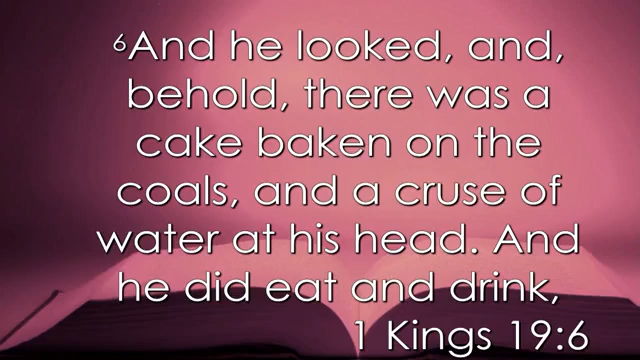 ⁶And he looked, and,
behold, there was a
cake baken on the
coals, and a cruse of
water at his head. And
he did eat and drink,
1 Kings 19:6